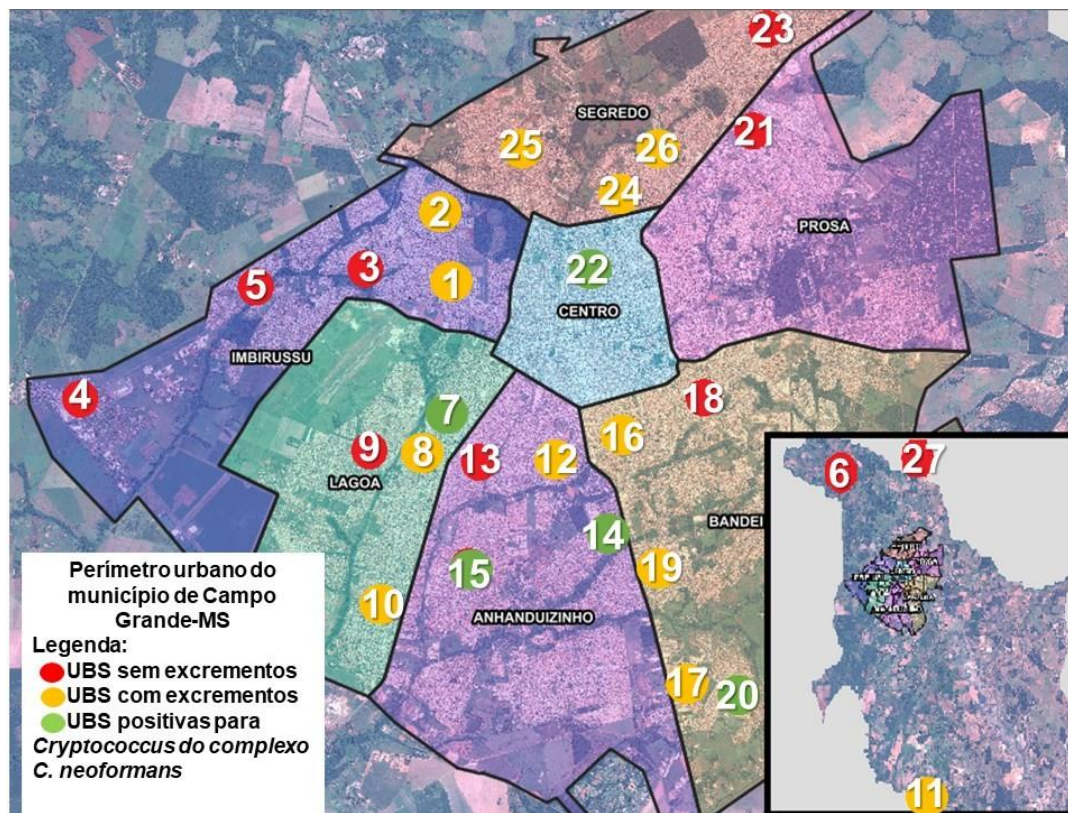 23
SEGREDO
21
25
26
24
2
PROSA
22
3
5
1
CENTRO
IMBIRUSSU
4
18
7
16
9
8
13
12
LAGOA
6
27
14
BANDEI
15
19
10
ANHANDUIZINHO
17
20
11
Perímetro urbano do
município de Campo
Grande-MS
Legenda:
UBS sem excrementos
UBS com excrementos
UBS positivas para
Cryptococcus do complexo
C. neoformans